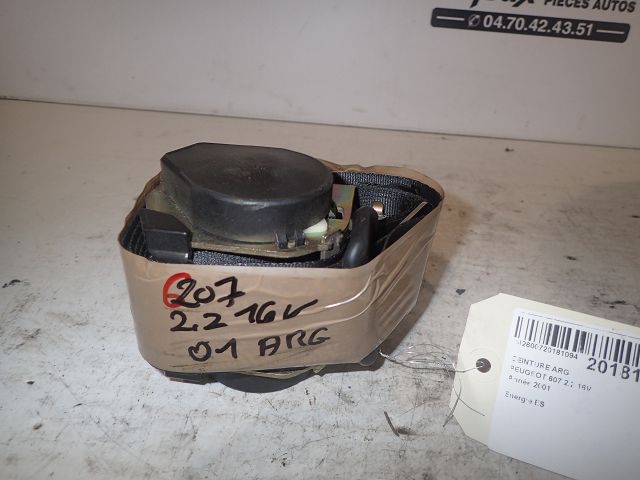 PIECES AUTOS
✆ 04.70.42.43.51
207
2.2 16V
01 ARG
20181
CEINTURE ARG
PEUGEOT 607 2.2 16V
Année: 2001
Energie ES